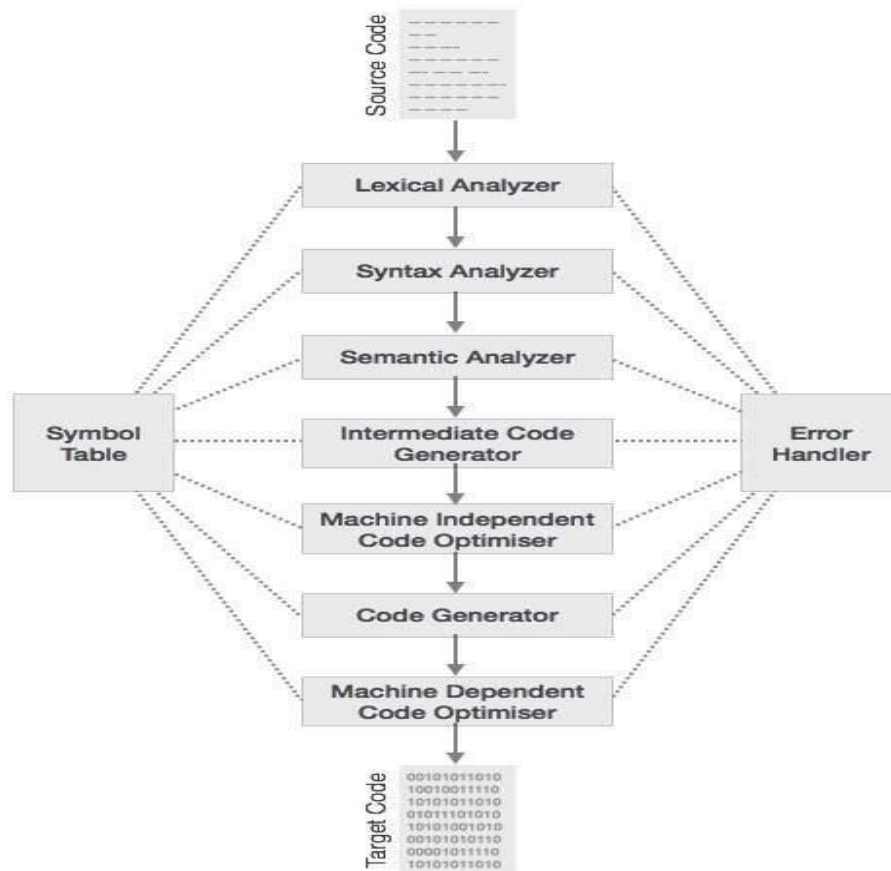 Source Code
Lexical Analyzer
Syntax Analyzer
Semantic Analyzer
Symbol
Table
Intermediate Code
Generator
Error
Handler
Machine Independent
Code Optimiser
Code Generator
Machine Dependent
Code Optimiser
Target Code
00101011010
10010011110
10101011010
01011101010
10101001010
00101010110
00001011110
10101011010